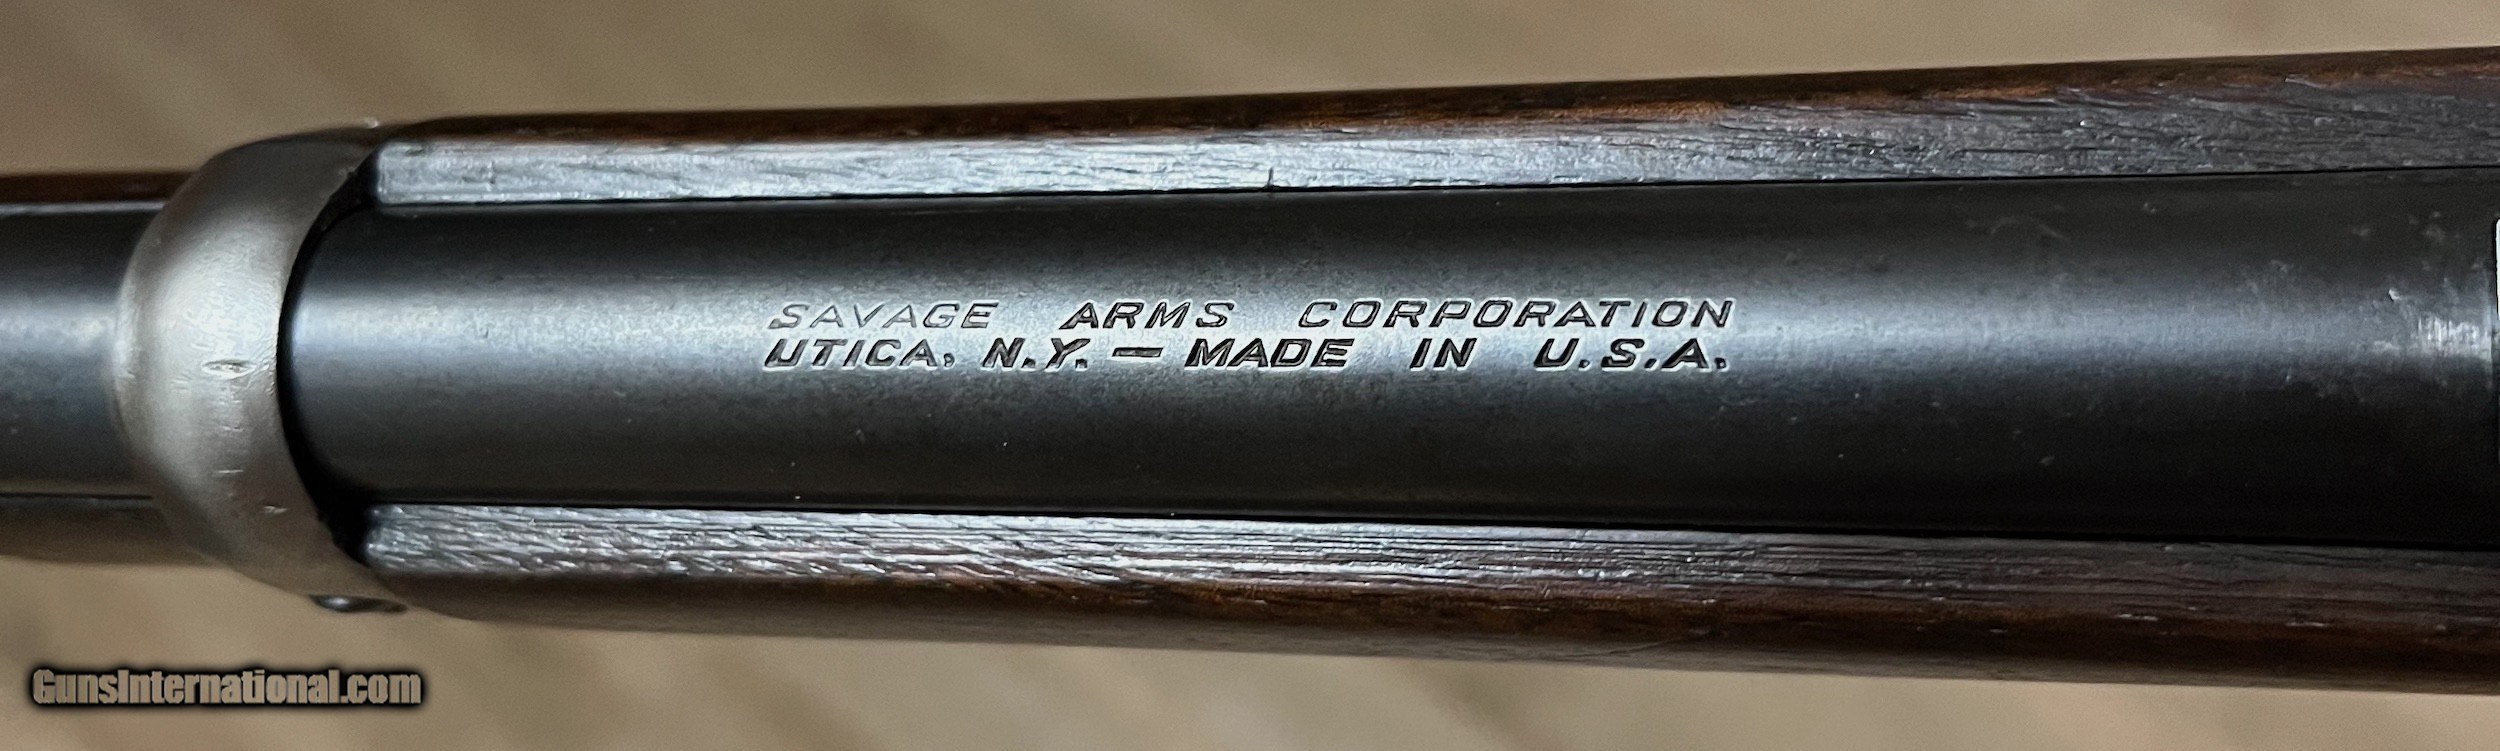 SAVAGE ARMS CORPORATION
UTICA, N.Y. — MADE IN U.S.A.
GunsInternational.com